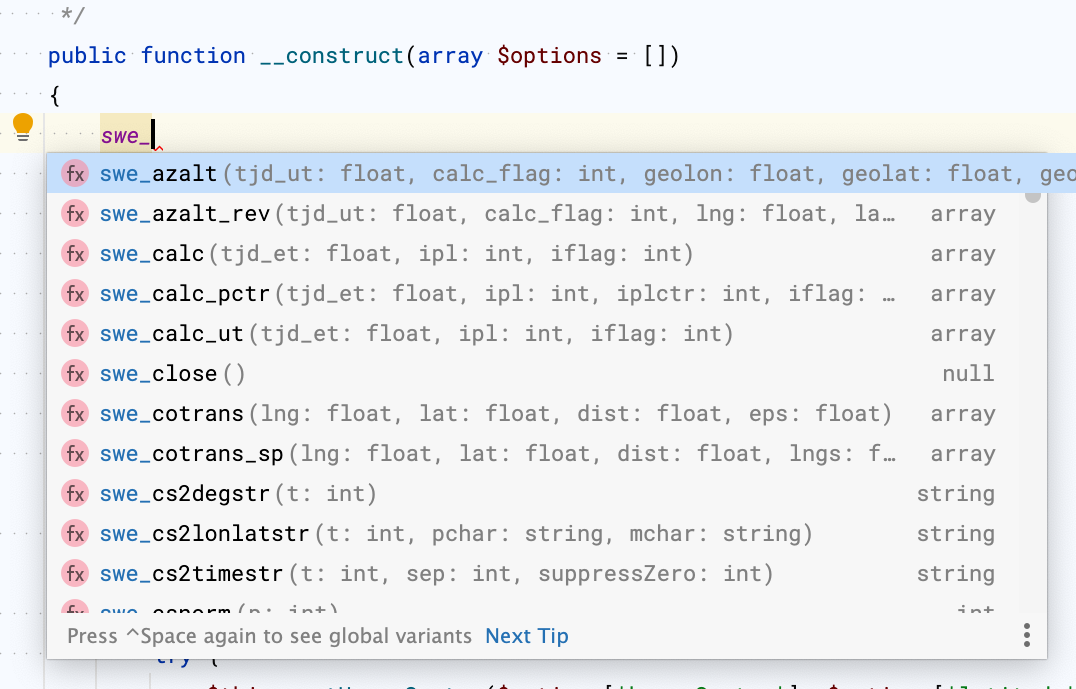 */
public function __construct(array $options = [])
{
swe_
fx swe_azalt(tjd_ut: float, calc_flag: int, geolon: float, geolat: float, geo
fx swe_azalt_rev(tjd_ut: float, calc_flag: int, lng: float, la… array
fx swe_calc(tjd_et: float, ipl: int, iflag: int) array
fx swe_calc_pctr(tjd_et: float, ipl: int, iplctr: int, iflag: … array
fx swe_calc_ut(tjd_et: float, ipl: int, iflag: int) array
fx swe_close() null
fx swe_cotrans(lng: float, lat: float, dist: float, eps: float) array
fx swe_cotrans_sp(lng: float, lat: float, dist: float, lngs: f… array
fx swe_cs2degstr(t: int) string
fx swe_cs2lonlatstr(t: int, pchar: string, mchar: string) string
fx swe_cs2timestr(t: int, sep: int, suppressZero: int) string
fx swe_csnorm(p: int) int
Press ^Space again to see global variants Next Tip
try {